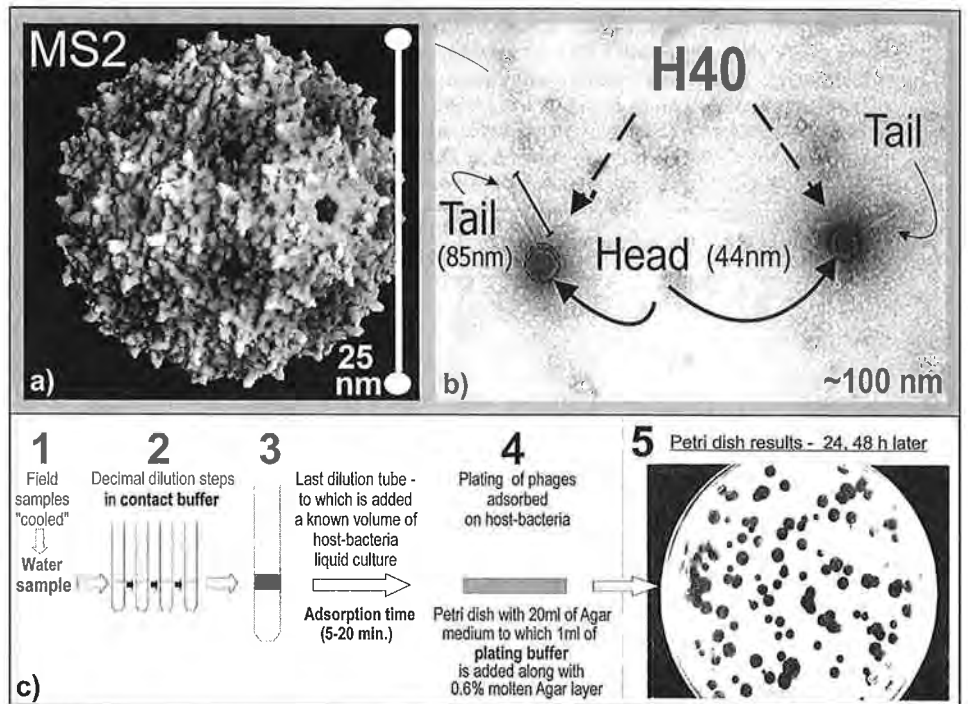 MS2
25
nm
a)
H40
Tail
Tail
(85nm)
Head (44nm)
b)
~100 nm
1
Field
samples
"cooled"
Water
sample
2
Decimal dilution steps
in contact buffer
3
Last dilution tube -
to which is added
a known volume of
host-bacteria
liquid culture
Adsorption time
(5-20 min.)
4
Plating of phages
adsorbed
on host-bacteria
Petri dish with 20ml of Agar
medium to which 1ml of
plating buffer
is added along with
0.6% molten Agar layer
5 Petri dish results - 24, 48 h later
c)